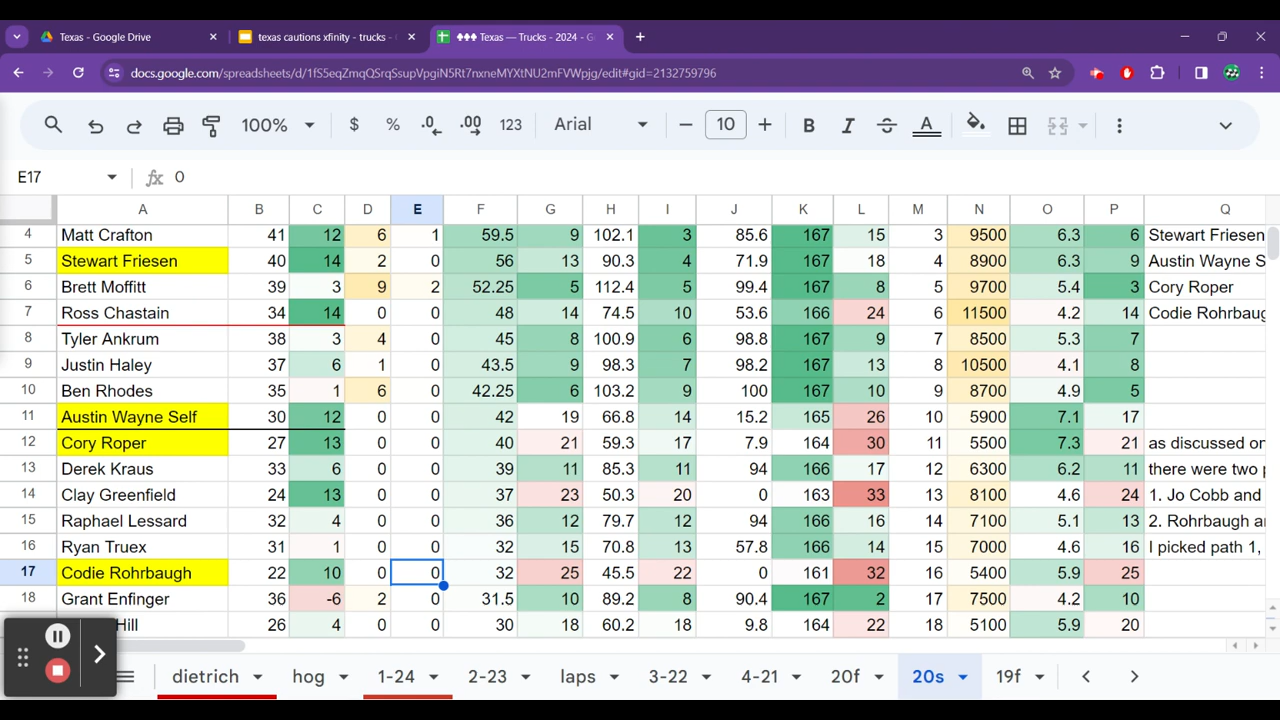 Texas - Google Drive
texas cautions xfinity - trucks -
♦♦♦ Texas — Trucks - 2024 - G
docs.google.com/spreadsheets/d/1fS5eqZmqQSrqSsupVpgiN5Rt7nxneMYXtNU2mFVWpjg/edit#gid=2132759796
100% $ % .0 .00 123 Arial 10 B I A
E17 fx 0
A B C D E F G H I J K L M N O P Q
4 Matt Crafton 41 12 6 1 59.5 9 102.1 3 85.6 167 15 3 9500 6.3 6 Stewart Friesen
5 Stewart Friesen 40 14 2 0 56 13 90.3 4 71.9 167 18 4 8900 6.3 9 Austin Wayne S
6 Brett Moffitt 39 3 9 2 52.25 5 112.4 5 99.4 167 8 5 9700 5.4 3 Cory Roper
7 Ross Chastain 34 14 0 0 48 14 74.5 10 53.6 166 24 6 11500 4.2 14 Codie Rohrbaug
8 Tyler Ankrum 38 3 4 0 45 8 100.9 6 98.8 167 9 7 8500 5.3 7
9 Justin Haley 37 6 1 0 43.5 9 98.3 7 98.2 167 13 8 10500 4.1 8
10 Ben Rhodes 35 1 6 0 42.25 6 103.2 9 100 167 10 9 8700 4.9 5
11 Austin Wayne Self 30 12 0 0 42 19 66.8 14 15.2 165 26 10 5900 7.1 17
12 Cory Roper 27 13 0 0 40 21 59.3 17 7.9 164 30 11 5500 7.3 21 as discussed on
13 Derek Kraus 33 6 0 0 39 11 85.3 11 94 166 17 12 6300 6.2 11 there were two p
14 Clay Greenfield 24 13 0 0 37 23 50.3 20 0 163 33 13 8100 4.6 24 1. Jo Cobb and
15 Raphael Lessard 32 4 0 0 36 12 79.7 12 94 166 16 14 7100 5.1 13 2. Rohrbaugh a
16 Ryan Truex 31 1 0 0 32 15 70.8 13 57.8 166 14 15 7000 4.6 16 I picked path 1,
17 Codie Rohrbaugh 22 10 0 0 32 25 45.5 22 0 161 32 16 5400 5.9 25
18 Grant Enfinger 36 -6 2 0 31.5 10 89.2 8 90.4 167 2 17 7500 4.2 10
Hill 26 4 0 0 30 18 60.2 18 9.8 164 22 18 5100 5.9 20
dietrich hog 1-24 2-23 laps 3-22 4-21 20f 20s 19f